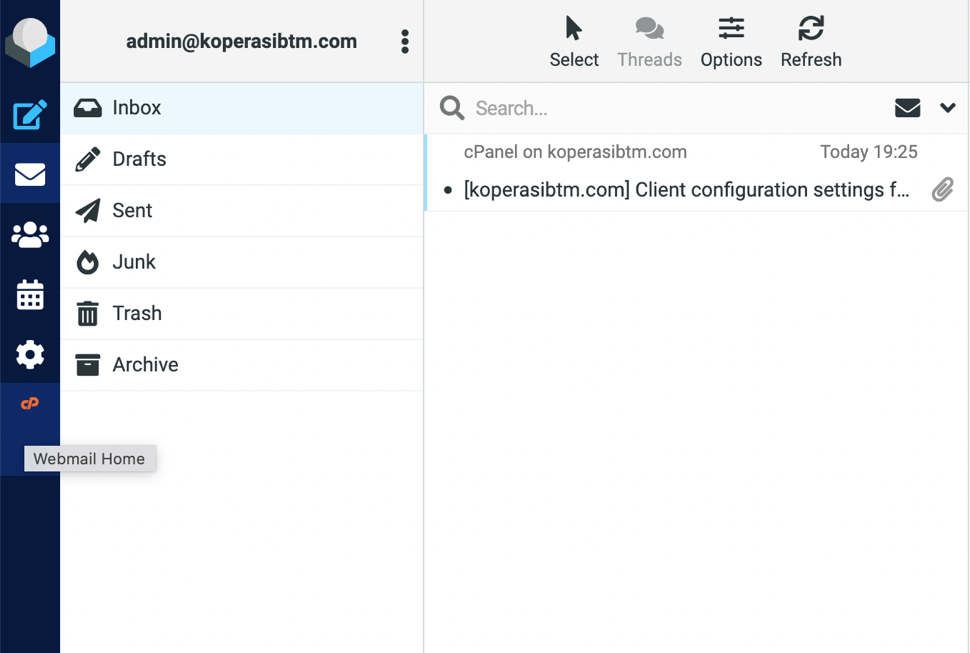 admin@koperasibtm.com
Select Threads Options Refresh
Inbox
Drafts
Sent
Junk
Trash
Archive
Search...
cPanel on koperasibtm.com Today 19:25
[koperasibtm.com] Client configuration settings f...
cP
Webmail Home